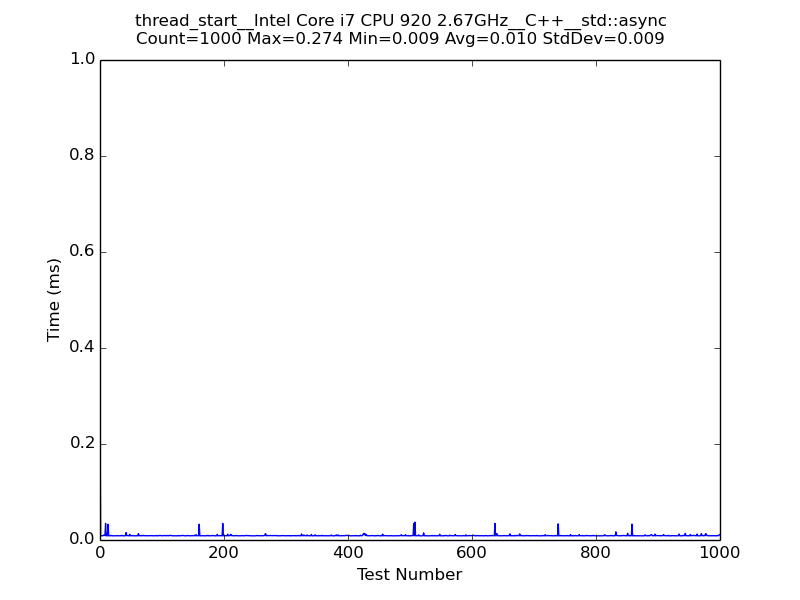 thread_start__Intel Core i7 CPU 920 2.67GHz__C++__std::async
Count=1000 Max=0.274 Min=0.009 Avg=0.010 StdDev=0.009
1.0
0.8
0.6
0.4
0.2
0.0
Time (ms)
0 200 400 600 800 1000
Test Number